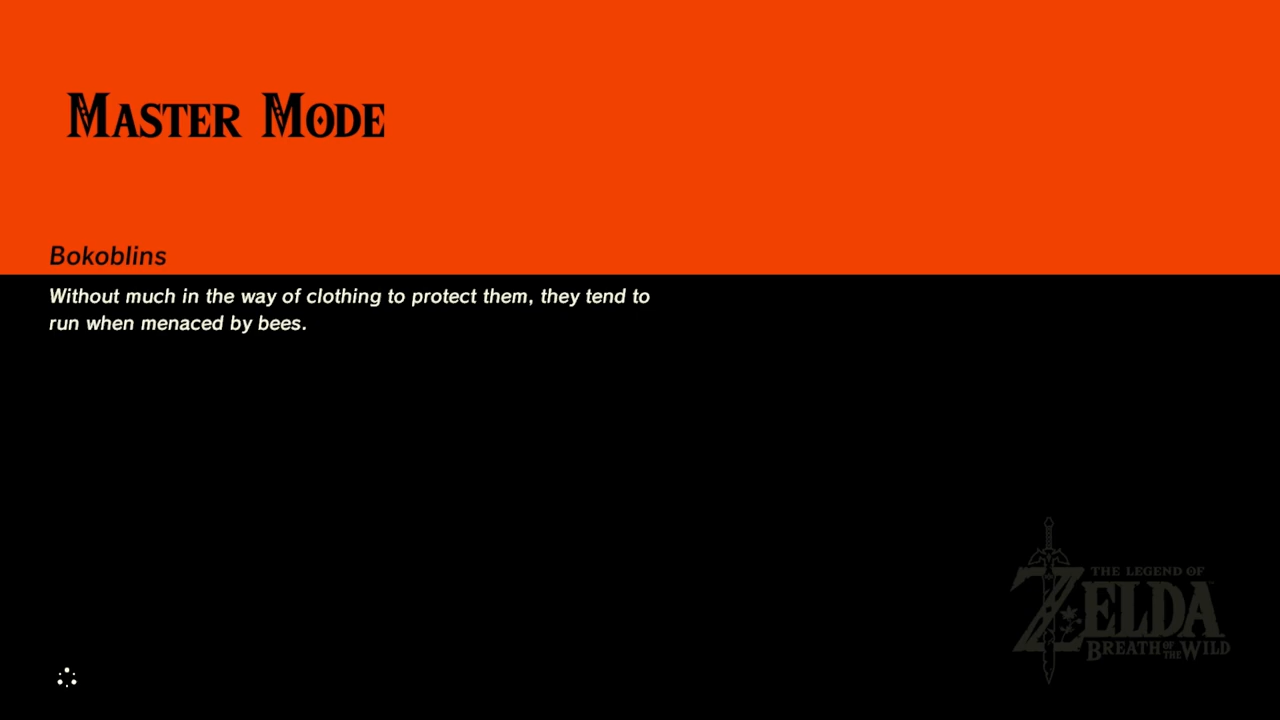 Master Mode
Bokoblins
Without much in the way of clothing to protect them, they tend to
run when menaced by bees.
THE LEGEND OF
ZELDA
BREATH OF THE WILD